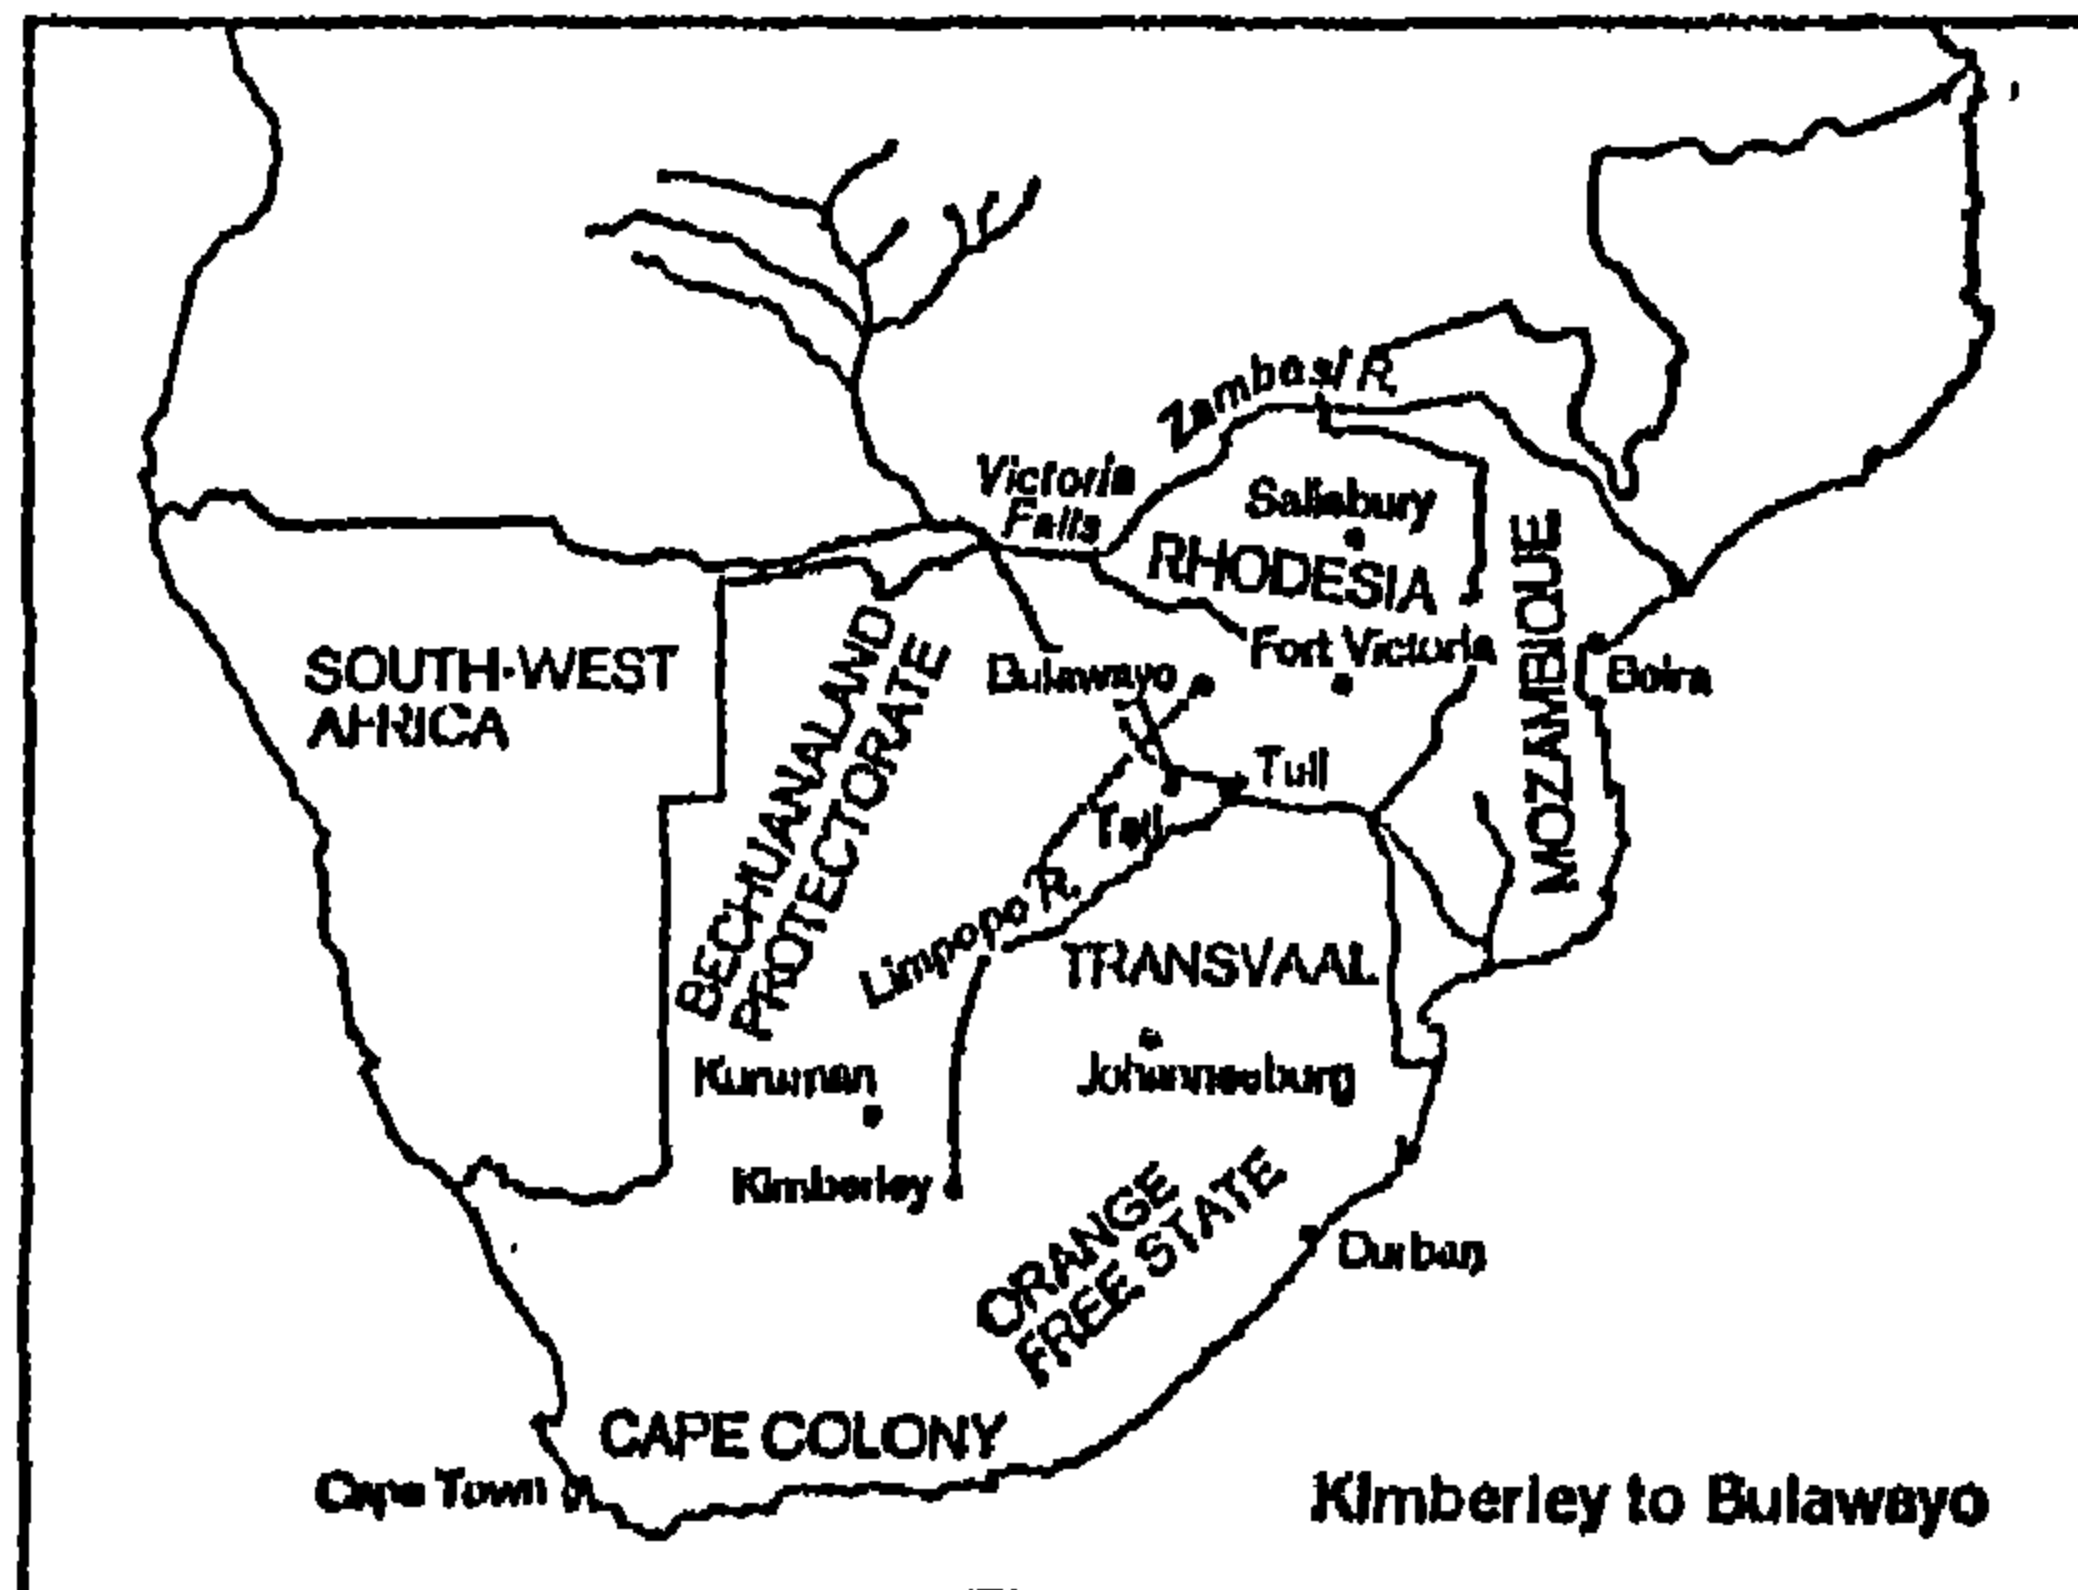 Zambesi R.
Victoria
Falls
Salisbury
RHODESIA
MOZAMBIQUE
Fort Victoria
SOUTH-WEST
AFRICA
BECHUANALAND
PROTECTORATE
Bulawayo
Beira
Tuli
Tati
Limpopo R.
TRANSVAAL
Kuruman
Johannesburg
Kimberley
ORANGE
FREE STATE
Durban
CAPE COLONY
Cape Town
Kimberley to Bulawayo